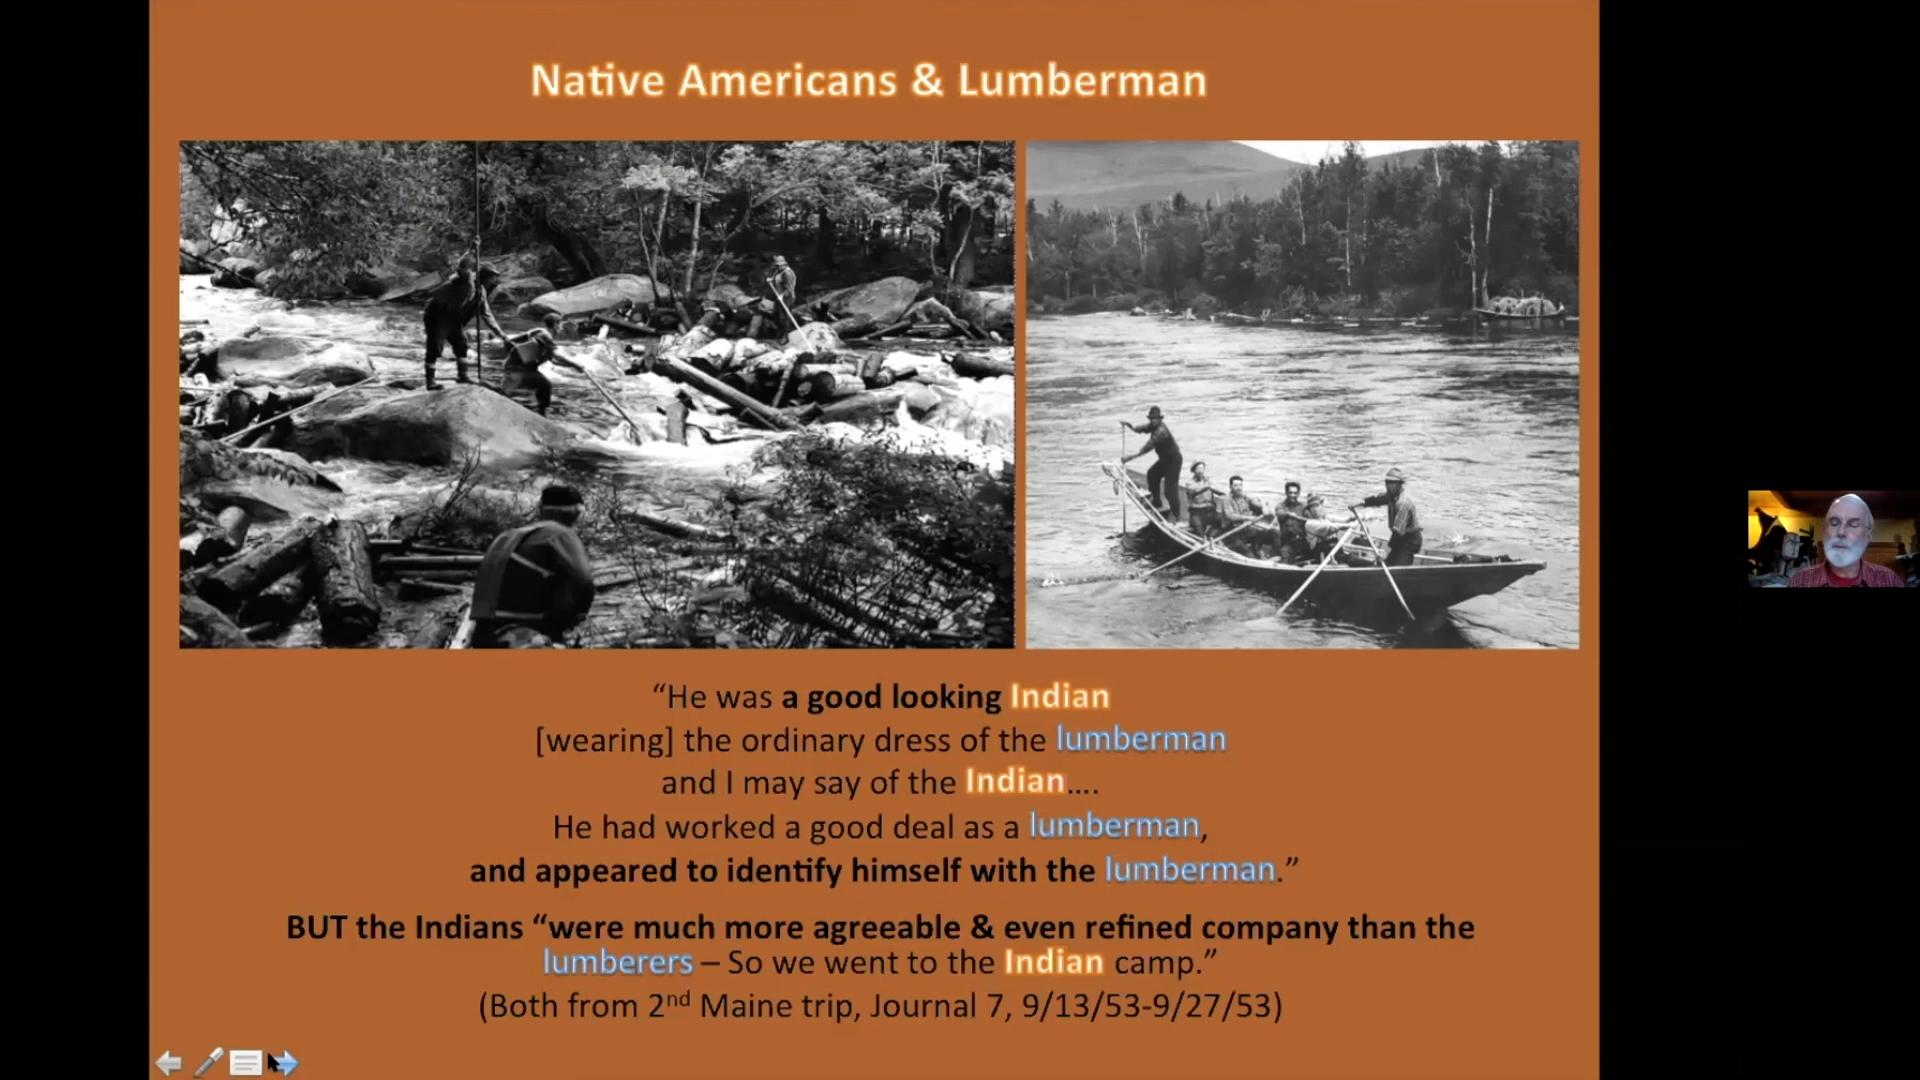 Native Americans & Lumberman
“He was a good looking Indian
[wearing] the ordinary dress of the lumberman
and I may say of the Indian….
He had worked a good deal as a lumberman,
and appeared to identify himself with the lumberman.”
BUT the Indians “were much more agreeable & even refined company than the
lumberers – So we went to the Indian camp.”
(Both from 2nd Maine trip, Journal 7, 9/13/53-9/27/53)